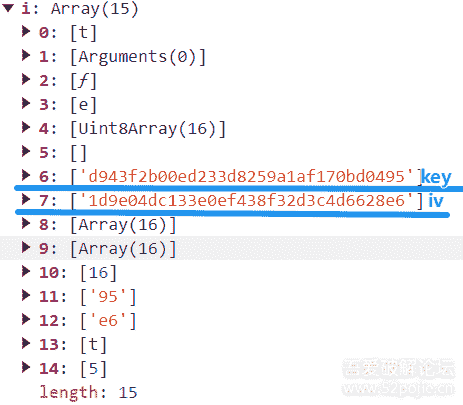 ▼ i: Array(15)
▶ 0: [t]
▶ 1: [Arguments(0)]
▶ 2: [ƒ]
▶ 3: [e]
▶ 4: [Uint8Array(16)]
▶ 5: []
▶ 6: ['d943f2b00ed233d8259a1af170bd0495'] key
▶ 7: ['1d9e04dc133e0ef438f32d3c4d6628e6'] iv
▶ 8: [Array(16)]
▶ 9: [Array(16)]
▶ 10: [16]
▶ 11: ['95']
▶ 12: ['e6']
▶ 13: [t]
▶ 14: [5]
length: 15
吾爱破解论坛
www.52pojie.cn